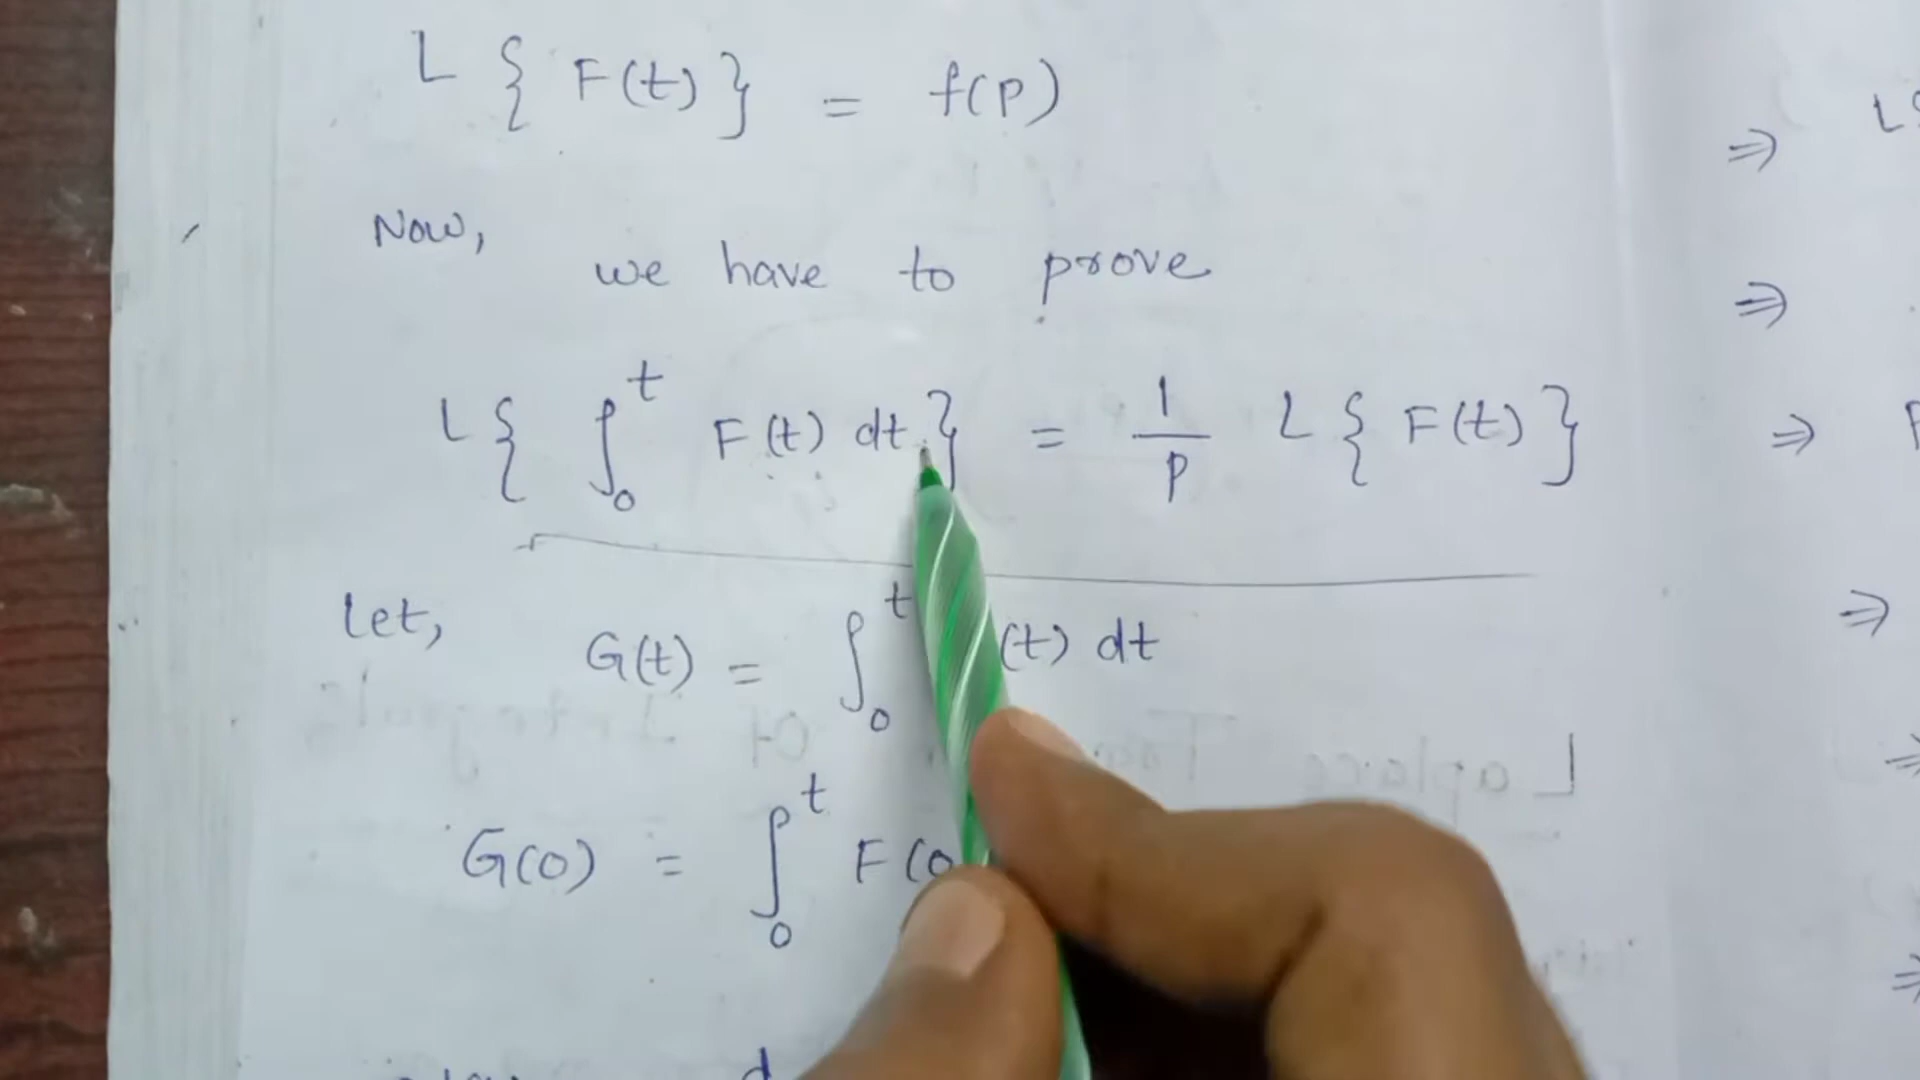 L { F(t) } = f(p)
Now,
we have to prove
L { ∫₀ᵗ F(t) dt } = 1/p L { F(t) }
Let,
G(t) = ∫₀ᵗ (t) dt
G(0) = ∫₀ᵗ F(0
⇒ L{
⇒
⇒
⇒
⇒
⇒
d